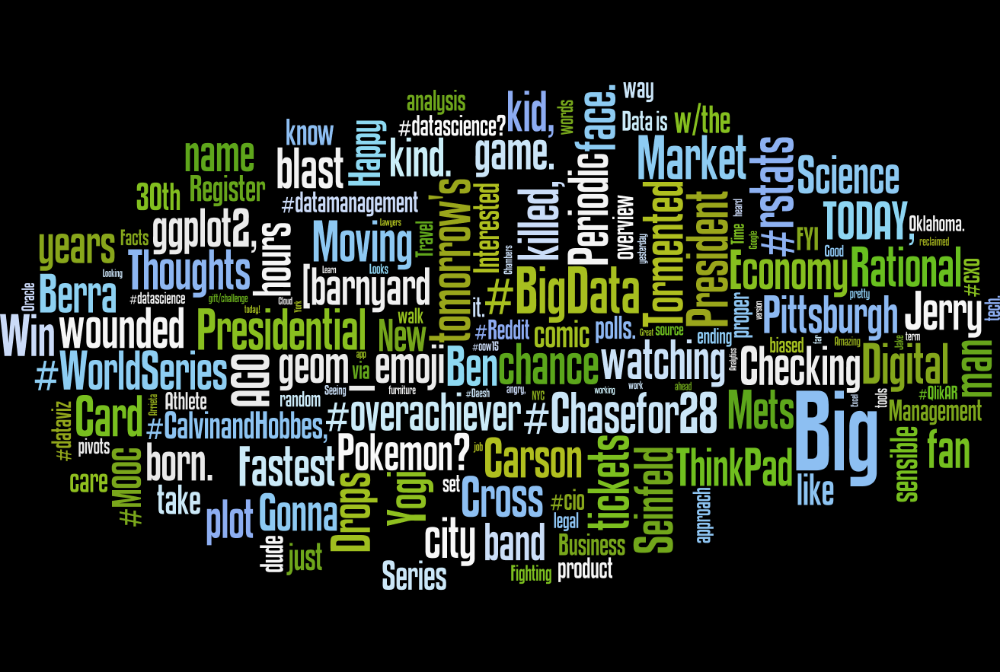 way
analysis
kid,
words
face.
#datascience?
Data is
w/the
know
Happy
kind.
game.
Market
#rstats
name
blast
Periodic
Science
30th
Register
#datamanagement
tomorrow's
Interested
killed,
overview
Tormented
President
heard
TODAY,
Oklahoma.
years
Facts
ggplot2,
hours
Moving
Lawyers
Travel
Chambers
yesterday
Time
Google
FYI
Good
reclaimed
Looking
Thoughts
Learn
Looks
Economy
Rational
#cxo
Oracle
Berra
#datascience
gift/challenge
Cloud
[barnyard
it.
#BigData
proper
version
pretty
Pittsburgh
Jerry
tech.
Win
wounded
today!
York
Presidential
New
walk
#Reddit
comic
polls.
Great
source
ending
biased
far
Amazing
Jake
term
#WorldSeries
AGO
geom
app
via
|
emoji
#oow15
Ben
chance
watching
Analytics
Checking
Digital
man
Seeing
furniture
#Daesh
angry,
NYC
working
work
ahead
Excel
tools
#QlikAR
#dataviz
Card
Arrieta
Athlete
random
#CalvinandHobbes,
#overachiever
#Chasefor28
Mets
Big
Management
pivots
#MOOC
born.
Fastest
Pokemon?
job
Carson
tickets
Seinfeld
ThinkPad
sensible
fan
care
take
plot
Gonna
Drops
Yogi
set
Cross
#cio
legal
approach
like
dude
just
city
band
Business
Series
Fighting
product